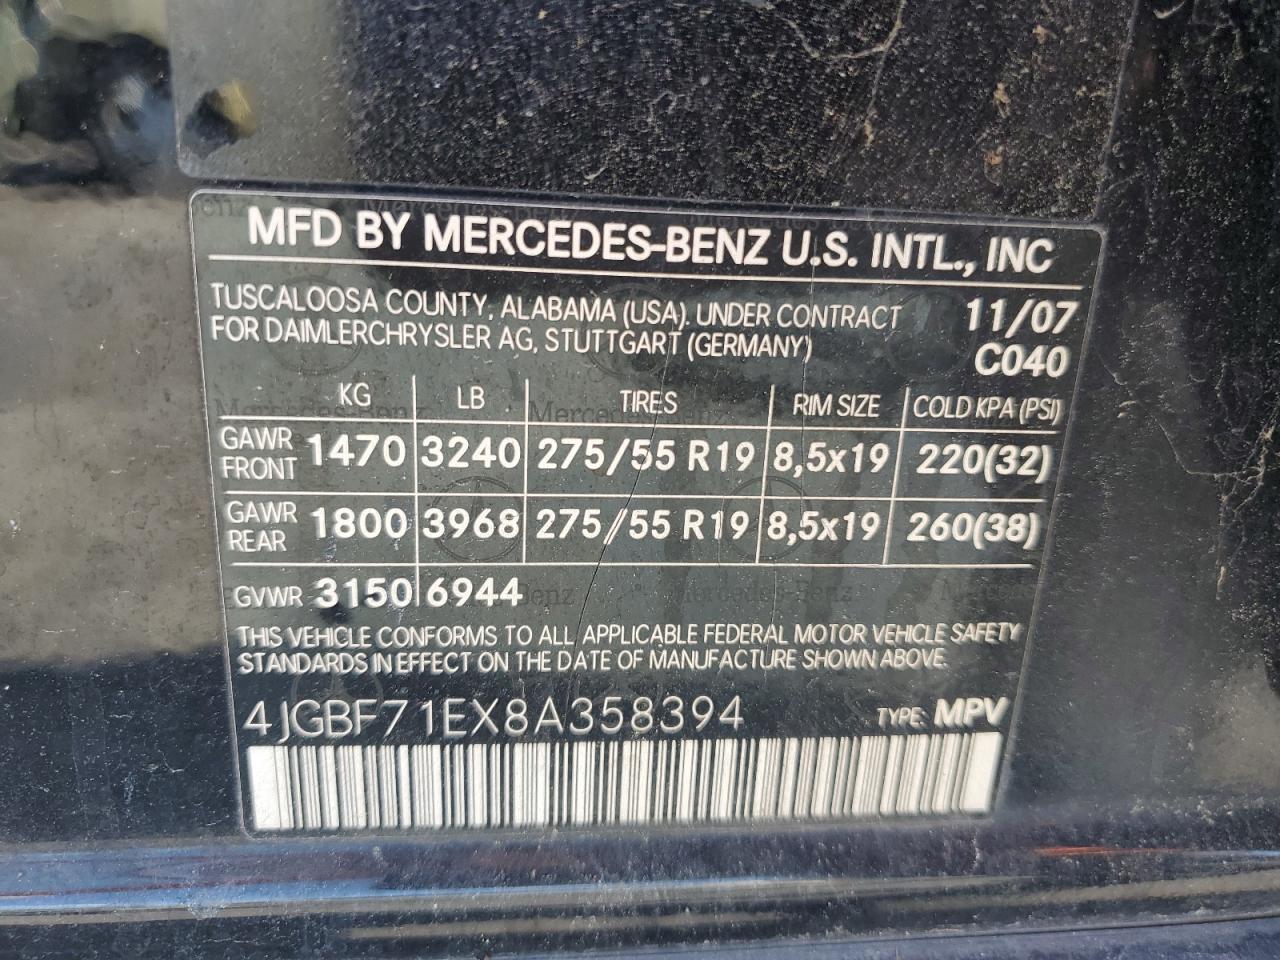 MFD BY MERCEDES-BENZ U.S. INTL., INC
TUSCALOOSA COUNTY, ALABAMA (USA). UNDER CONTRACT 11/07
FOR DAIMLERCHRYSLER AG, STUTTGART (GERMANY) C040
KG LB TIRES RIM SIZE COLD KPA (PSI)
GAWR FRONT 1470 3240 275/55 R19 8,5x19 220(32)
GAWR REAR 1800 3968 275/55 R19 8,5x19 260(38)
GVWR 3150 6944
THIS VEHICLE CONFORMS TO ALL APPLICABLE FEDERAL MOTOR VEHICLE SAFETY
STANDARDS IN EFFECT ON THE DATE OF MANUFACTURE SHOWN ABOVE.
4JGBF71EX8A358394 TYPE: MPV